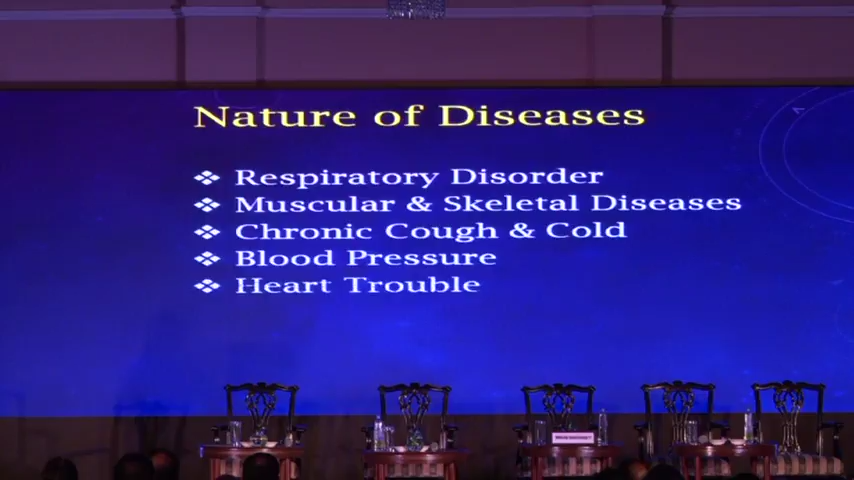 Nature of Diseases
❖ Respiratory Disorder
❖ Muscular & Skeletal Diseases
❖ Chronic Cough & Cold
❖ Blood Pressure
❖ Heart Trouble